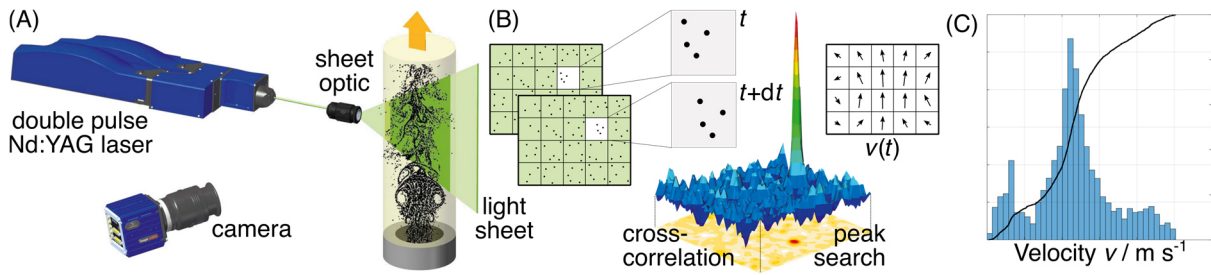 (A)
double pulse
Nd:YAG laser
camera
sheet
optic
light
sheet
(B)
t
t+dt
v(t)
cross-
correlation
peak
search
(C)
Velocity v / m s⁻¹